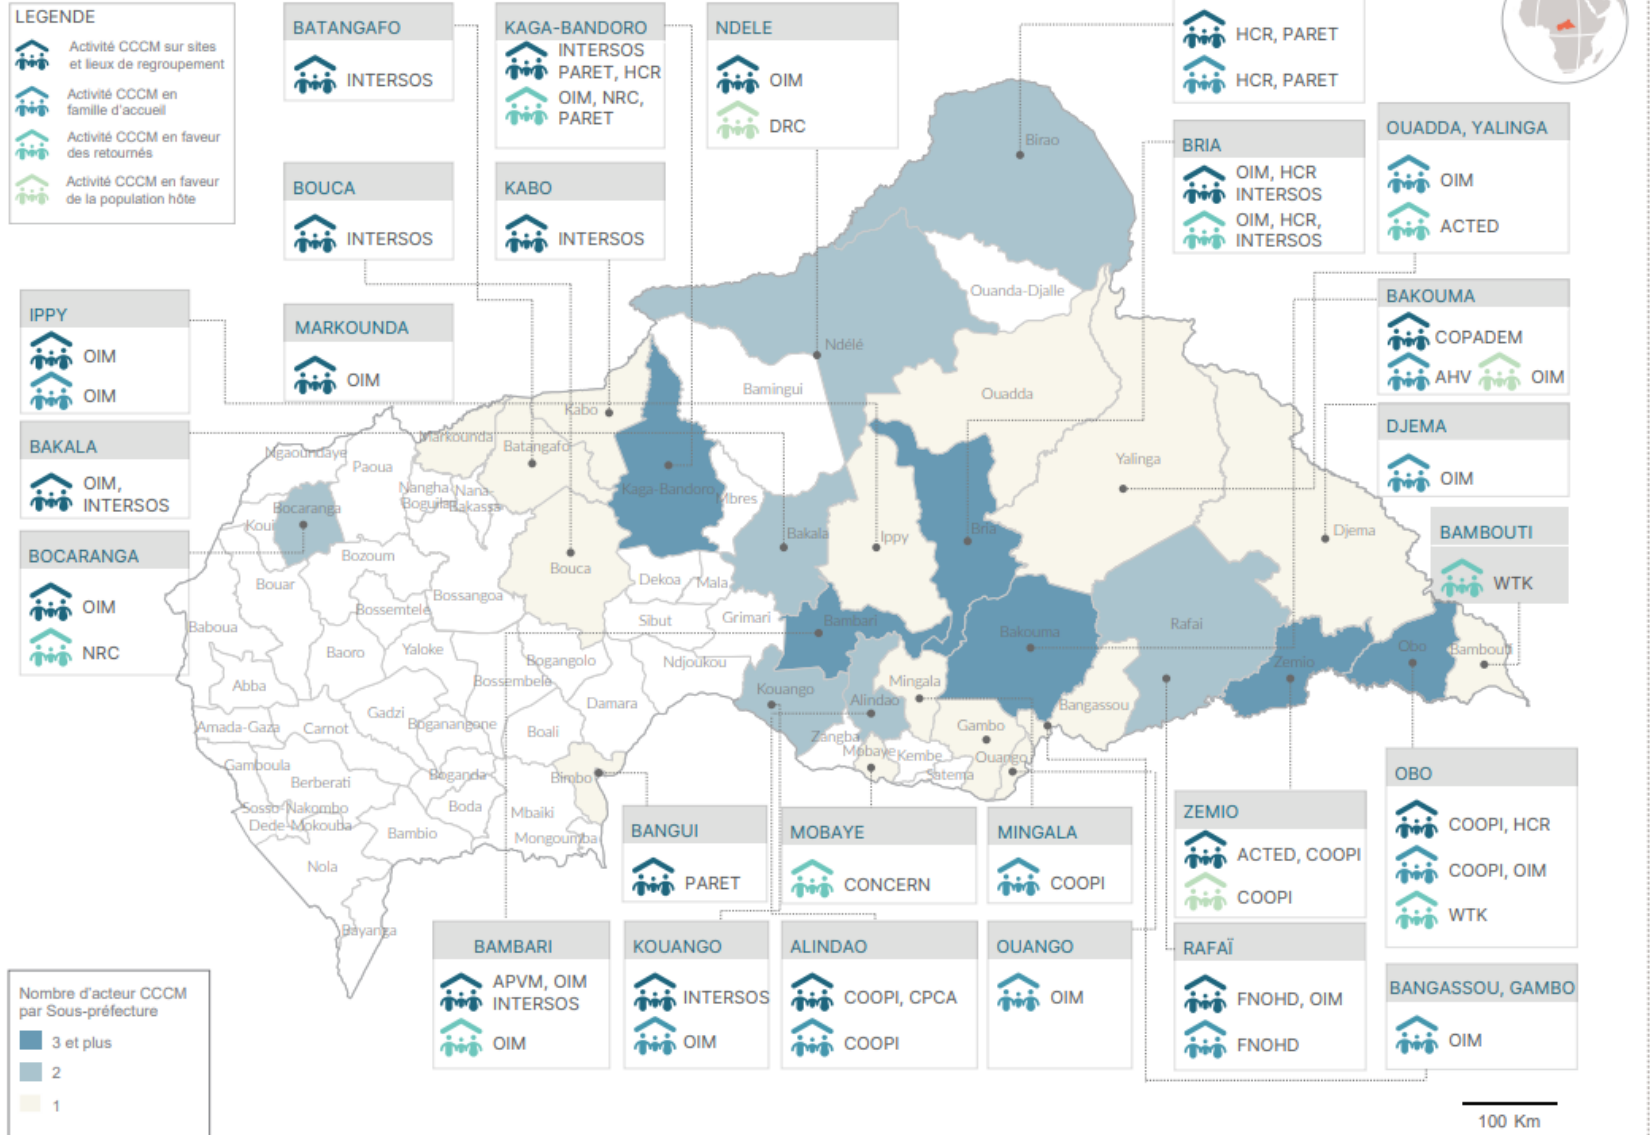 LEGENDE
Activité CCCM sur sites
et lieux de regroupement
Activité CCCM en
famille d'accueil
Activité CCCM en faveur
des retournés
Activité CCCM en faveur
de la population hôte
BATANGAFO
INTERSOS
KAGA-BANDORO
INTERSOS
PARET, HCR
OIM, NRC,
PARET
NDELE
OIM
DRC
HCR, PARET
HCR, PARET
BRIA
OIM, HCR
INTERSOS
OIM, HCR,
INTERSOS
OUADDA, YALINGA
OIM
ACTED
BOUCA
INTERSOS
KABO
INTERSOS
IPPY
OIM
OIM
MARKOUNDA
OIM
BAKOUMA
COPADEM
AHV
OIM
DJEMA
OIM
BAKALA
OIM,
INTERSOS
BOCARANGA
OIM
NRC
BAMBOUTI
WTK
Birao
Ouanda-Djalle
Ndélé
Bamingui
Ouadda
Kabo
Markounda
Batangafo
Ngaoundaye
Paoua
Yalinga
Nangha
Boguila
Nana-
Bakassa
Kaga-Bandoro
Mbres
Bocaranga
Koui
Bakala
Ippy
Bria
Djema
Bozoum
Bouca
Bouar
Dekoa
Mala
Bossangoa
Bossemtele
Sibut
Grimari
Bambari
Bakouma
Rafai
Baboua
Baoro
Yaloke
Bogangolo
Ndjoukou
Zemio
Obo
Bambouti
Abba
Bossembele
Kouango
Mingala
Alindao
Damara
Bangassou
Amada-Gaza
Carnot
Gadzi
Boganangone
Boali
Zangba
Gambo
Mobaye
Kembe
Ouango
Satema
Gamboula
Berberati
Boganda
Bimbo
Sosso-Nakombo
Dede-Mokouba
Boda
Mbaiki
Bambio
Mongoumba
Nola
Bayanga
BANGUI
PARET
MOBAYE
CONCERN
MINGALA
COOPI
ZEMIO
ACTED, COOPI
COOPI
OBO
COOPI, HCR
COOPI, OIM
WTK
BAMBARI
APVM, OIM
INTERSOS
OIM
KOUANGO
INTERSOS
OIM
ALINDAO
COOPI, CPCA
COOPI
OUANGO
OIM
RAFAÏ
FNOHD, OIM
FNOHD
BANGASSOU, GAMBO
OIM
Nombre d'acteur CCCM
par Sous-préfecture
3 et plus
2
1
100 Km